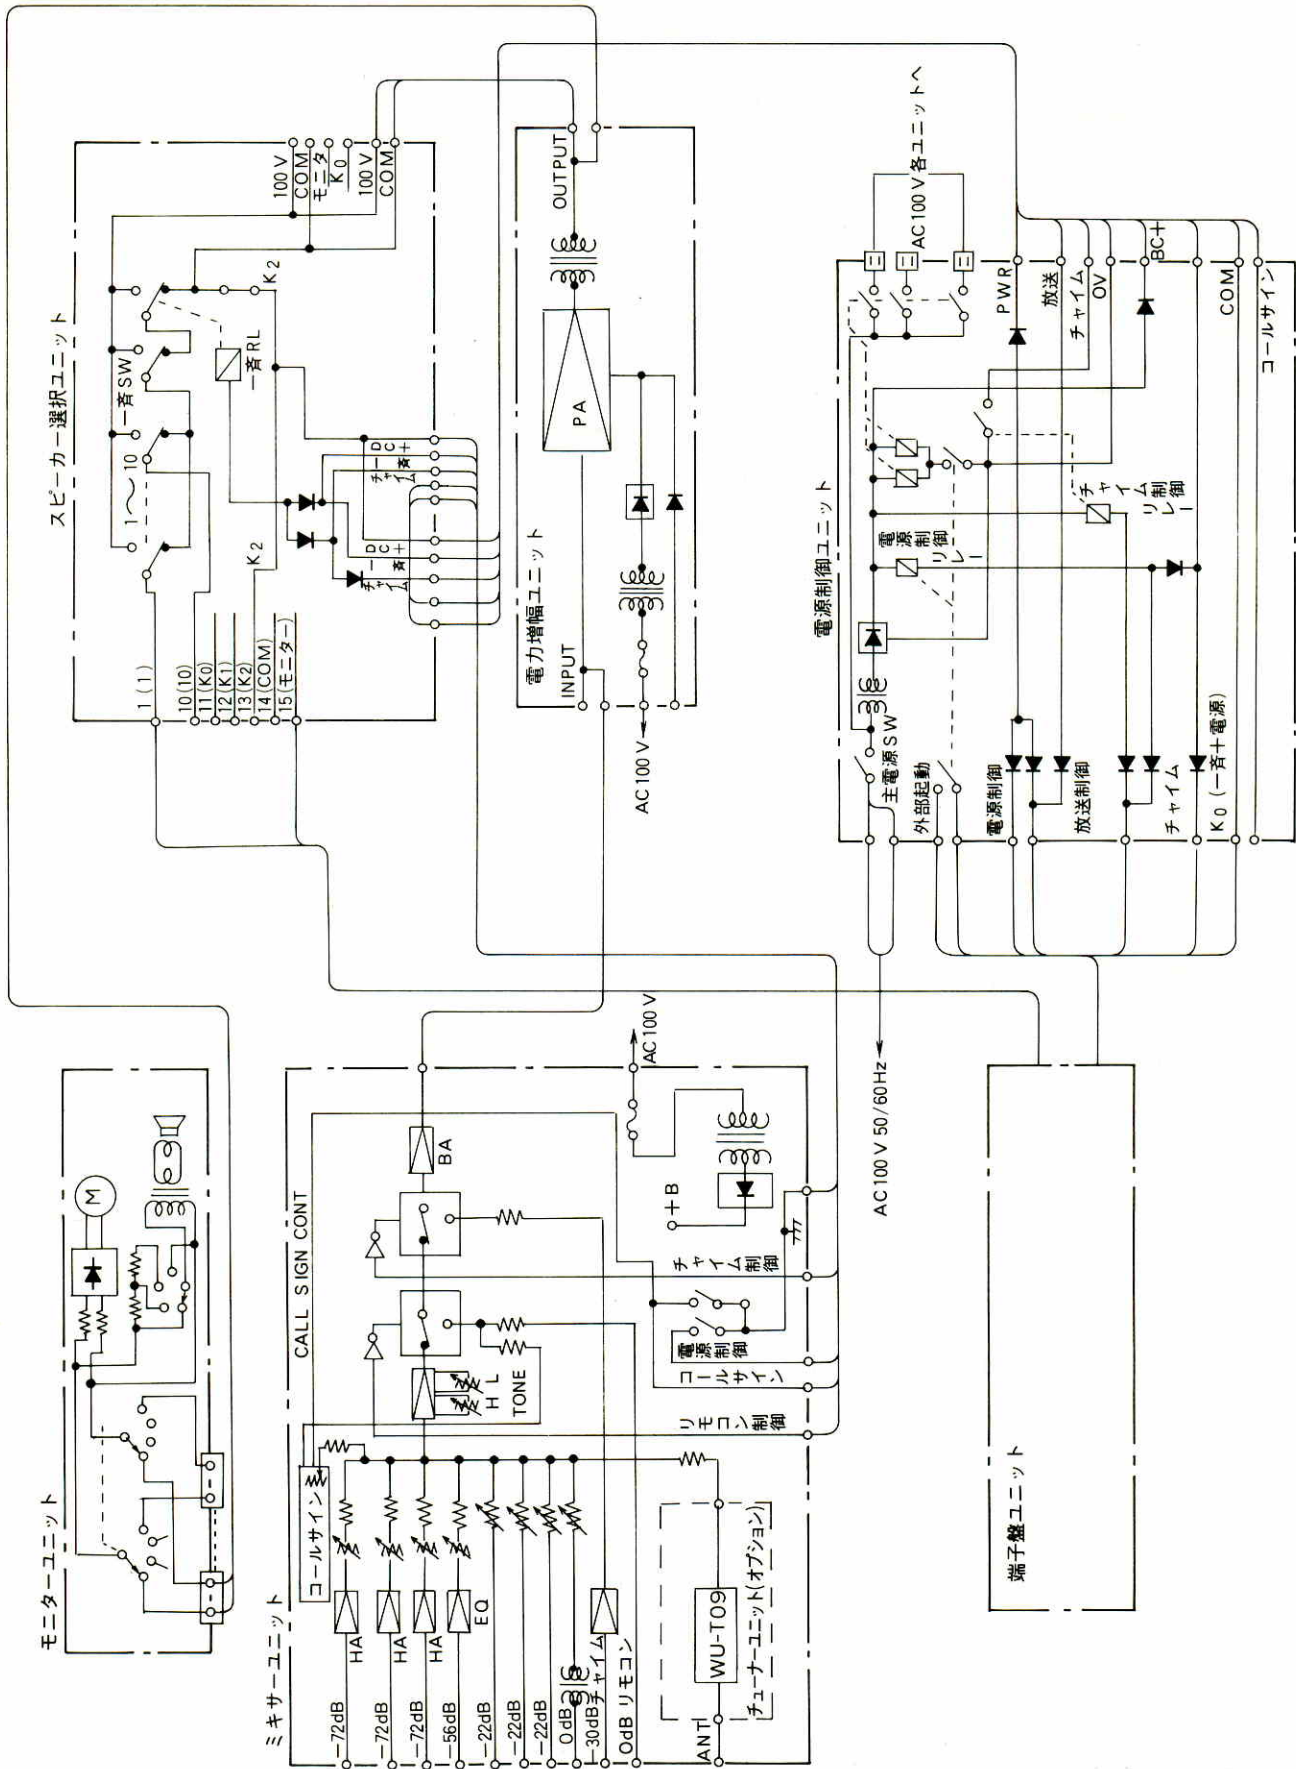 モニターユニット
M
ミキサーユニット
CALL SIGN CONT
コールサイン
−72dB
HA
−72dB
HA
−72dB
HA
−56dB
EQ
−22dB
−22dB
−22dB
0dB
−30dBチャイム
0dB リモコン
ANT
WU-T09
チューナーユニット(オプション)
H L
TONE
BA
リモコン制御
コールサイン
電源制御
チャイム制御
+B
AC100V
スピーカー選択ユニット
1〜10
一斉SW
一斉RL
K2
K2
100V
COM
モニタ
K0
100V
COM
1(1)
10(10)
11(K0)
12(K1)
13(K2)
14(COM)
15(モニター)
チャイム
一斉
DC+
チャイム
一斉
DC+
電力増幅ユニット
INPUT
PA
OUTPUT
AC100V
電源制御ユニット
主電源SW
外部起動
電源制御
放送制御
チャイム
K0(一斉+電源)
電源制御リレー
チャイム制御リレー
AC100V各ユニットへ
PWR
放送
チャイム
0V
BC+
COM
コールサイン
AC100V 50/60Hz
端子盤ユニット